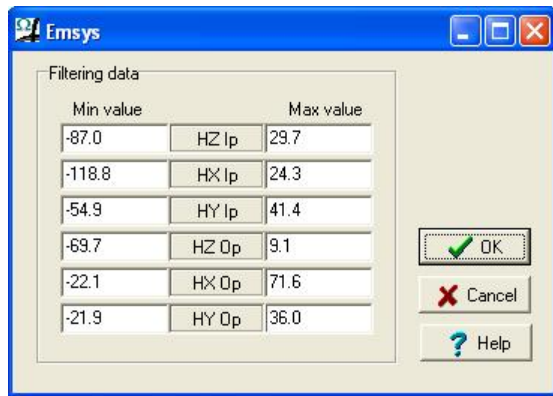 Emsys
Filtering data
Min value Max value
-87.0 HZ Ip 29.7
-118.8 HX Ip 24.3
-54.9 HY Ip 41.4
-69.7 HZ Op 9.1
-22.1 HX Op 71.6
-21.9 HY Op 36.0
OK
Cancel
Help